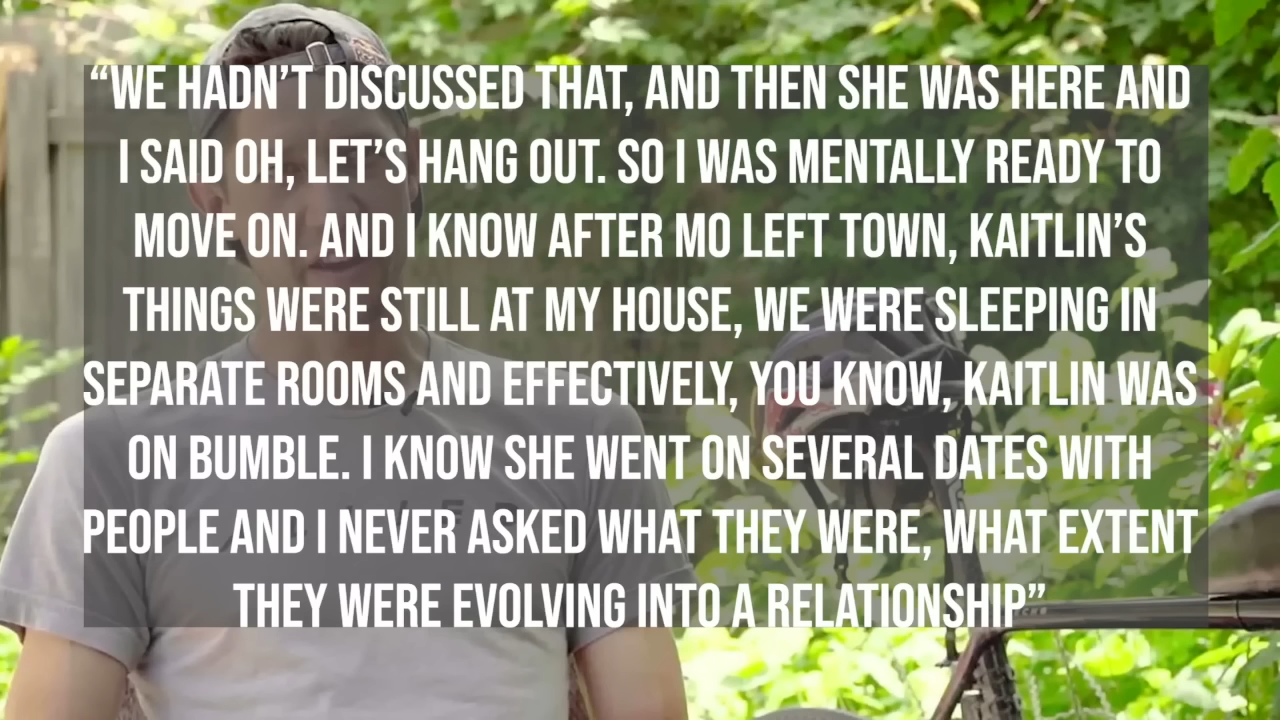 “WE HADN’T DISCUSSED THAT, AND THEN SHE WAS HERE AND
I SAID OH, LET’S HANG OUT. SO I WAS MENTALLY READY TO
MOVE ON. AND I KNOW AFTER MO LEFT TOWN, KAITLIN’S
THINGS WERE STILL AT MY HOUSE, WE WERE SLEEPING IN
SEPARATE ROOMS AND EFFECTIVELY, YOU KNOW, KAITLIN WAS
ON BUMBLE. I KNOW SHE WENT ON SEVERAL DATES WITH
PEOPLE AND I NEVER ASKED WHAT THEY WERE, WHAT EXTENT
THEY WERE EVOLVING INTO A RELATIONSHIP”